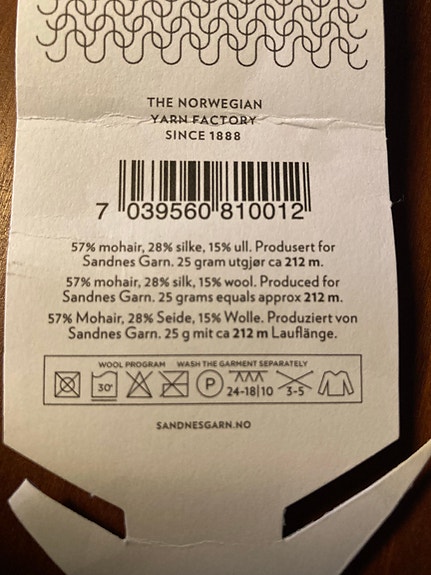 THE NORWEGIAN
YARN FACTORY
SINCE 1888
7 039560 810012
57% mohair, 28% silke, 15% ull. Produsert for
Sandnes Garn. 25 gram utgjør ca 212 m.
57% mohair, 28% silk, 15% wool. Produced for
Sandnes Garn. 25 grams equals approx 212 m.
57% Mohair, 28% Seide, 15% Wolle. Produziert von
Sandnes Garn. 25 g mit ca 212 m Lauflänge.
WOOL PROGRAM WASH THE GARMENT SEPARATELY
30° P 24-18|10 3-5
SANDNESGARN.NO